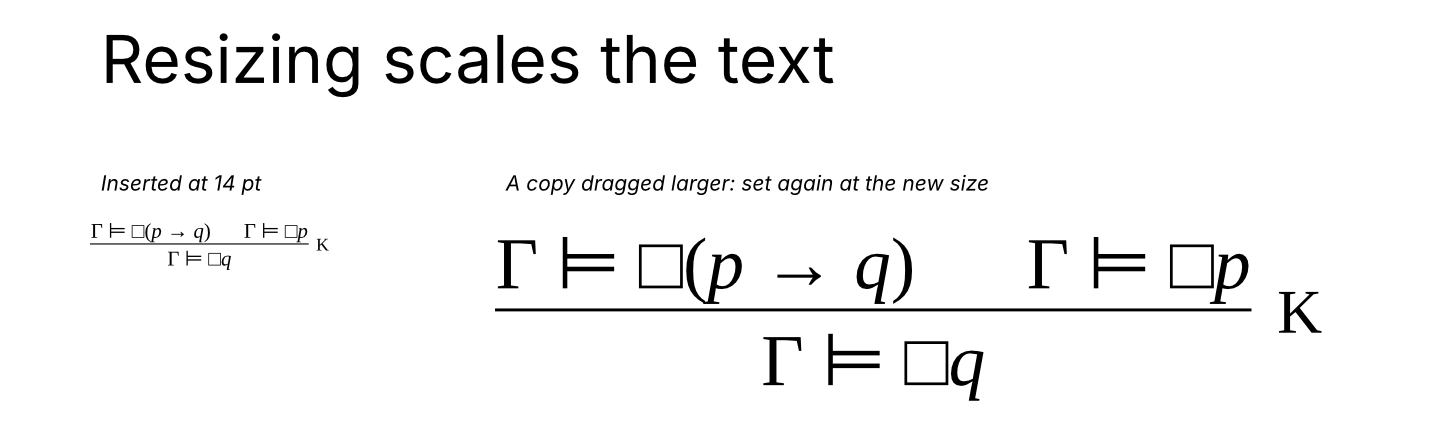 Resizing scales the text
Inserted at 14 pt
Γ ⊨ □(p → q) Γ ⊨ □p
K
Γ ⊨ □q
A copy dragged larger: set again at the new size
Γ ⊨ □(p → q) Γ ⊨ □p
K
Γ ⊨ □q